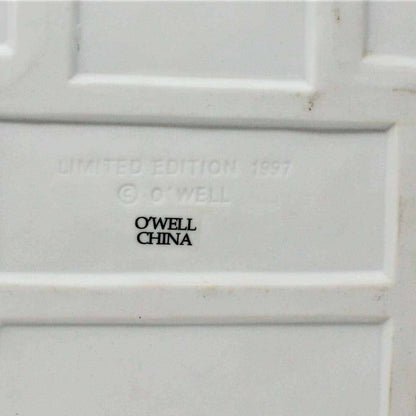 LIMITED EDITION 1997
© O'WELL
O'WELL
CHINA